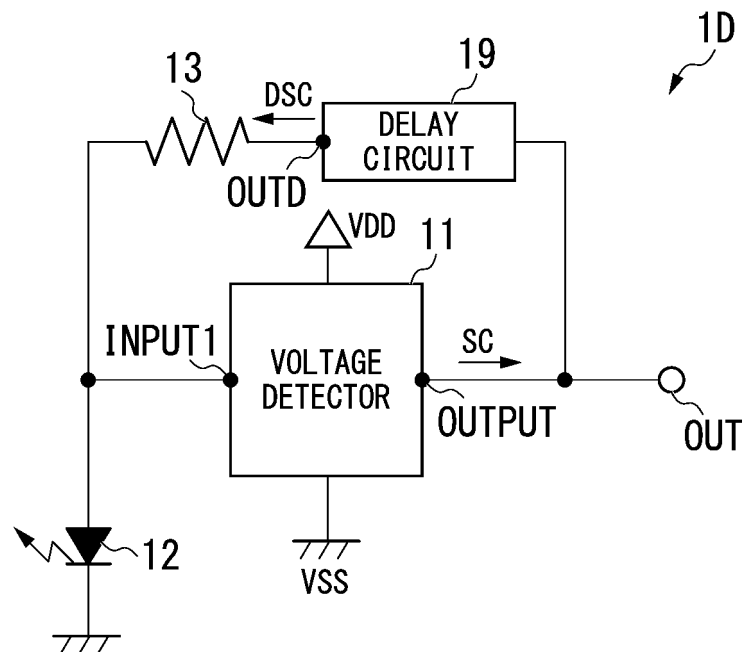 1D
13
19
DSC
DELAY
CIRCUIT
OUTD
VDD
11
INPUT1
VOLTAGE
DETECTOR
SC
OUTPUT
OUT
12
VSS